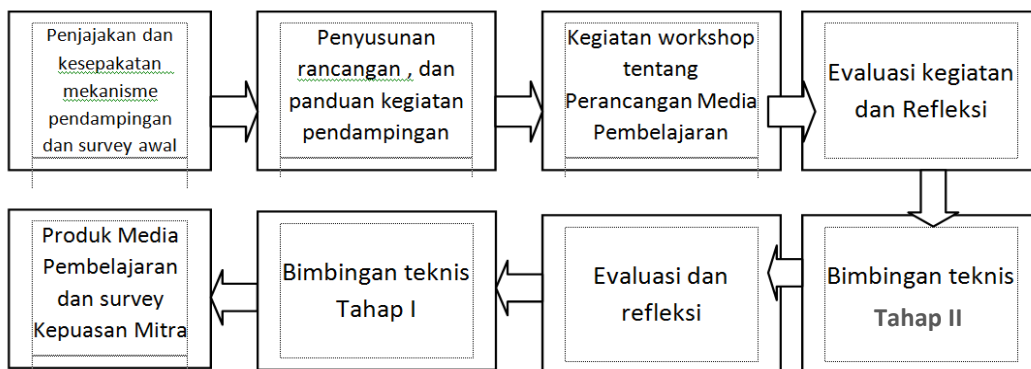 Penjajakan dan
kesepakatan
mekanisme
pendampingan
dan survey awal
Penyusunan
rancangan , dan
panduan kegiatan
pendampingan
Kegiatan workshop
tentang
Perancangan Media
Pembelajaran
Evaluasi kegiatan
dan Refleksi
Bimbingan teknis
Tahap II
Evaluasi dan
refleksi
Bimbingan teknis
Tahap I
Produk Media
Pembelajaran
dan survey
Kepuasan Mitra